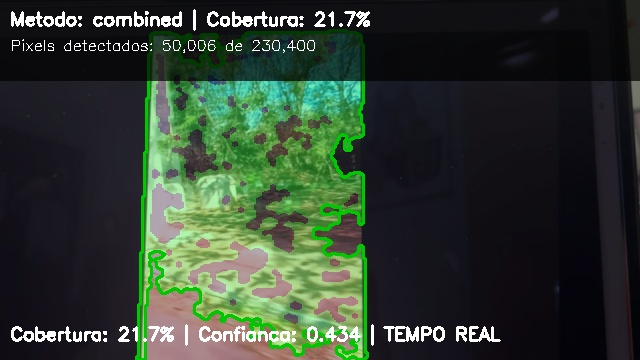 Metodo: combined | Cobertura: 21.7%
Pixels detectados: 50,006 de 230,400
Cobertura: 21.7% | Confianca: 0.434 | TEMPO REAL